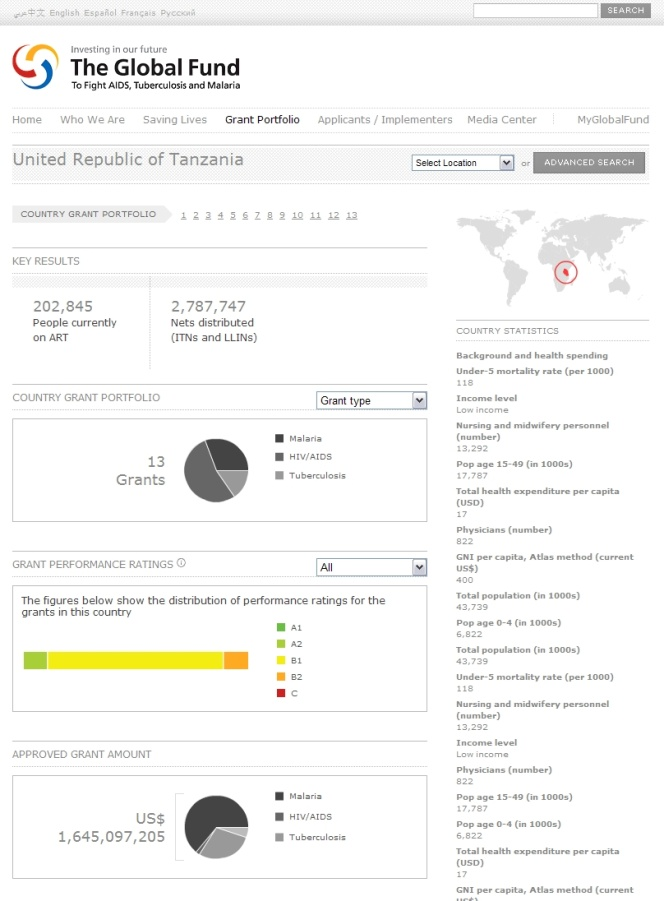 عربي 中文 English Español Français Русский
SEARCH
Investing in our future
The Global Fund
To Fight AIDS, Tuberculosis and Malaria
Home Who We Are Saving Lives Grant Portfolio Applicants / Implementers Media Center MyGlobalFund
United Republic of Tanzania
Select Location or ADVANCED SEARCH
COUNTRY GRANT PORTFOLIO 1 2 3 4 5 6 7 8 9 10 11 12 13
KEY RESULTS
202,845
People currently
on ART
2,787,747
Nets distributed
(ITNs and LLINs)
COUNTRY GRANT PORTFOLIO Grant type
13
Grants
Malaria
HIV/AIDS
Tuberculosis
GRANT PERFORMANCE RATINGS All
The figures below show the distribution of performance ratings for the
grants in this country
A1
A2
B1
B2
C
APPROVED GRANT AMOUNT
US$
1,645,097,205
Malaria
HIV/AIDS
Tuberculosis
COUNTRY STATISTICS
Background and health spending
Under-5 mortality rate (per 1000)
118
Income level
Low income
Nursing and midwifery personnel
(number)
13,292
Pop age 15-49 (in 1000s)
17,787
Total health expenditure per capita
(USD)
17
Physicians (number)
822
GNI per capita, Atlas method (current
US$)
400
Total population (in 1000s)
43,739
Pop age 0-4 (in 1000s)
6,822
Total population (in 1000s)
43,739
Under-5 mortality rate (per 1000)
118
Nursing and midwifery personnel
(number)
13,292
Income level
Low income
Physicians (number)
822
Pop age 15-49 (in 1000s)
17,787
Pop age 0-4 (in 1000s)
6,822
Total health expenditure per capita
(USD)
17
GNI per capita, Atlas method (current
US$)